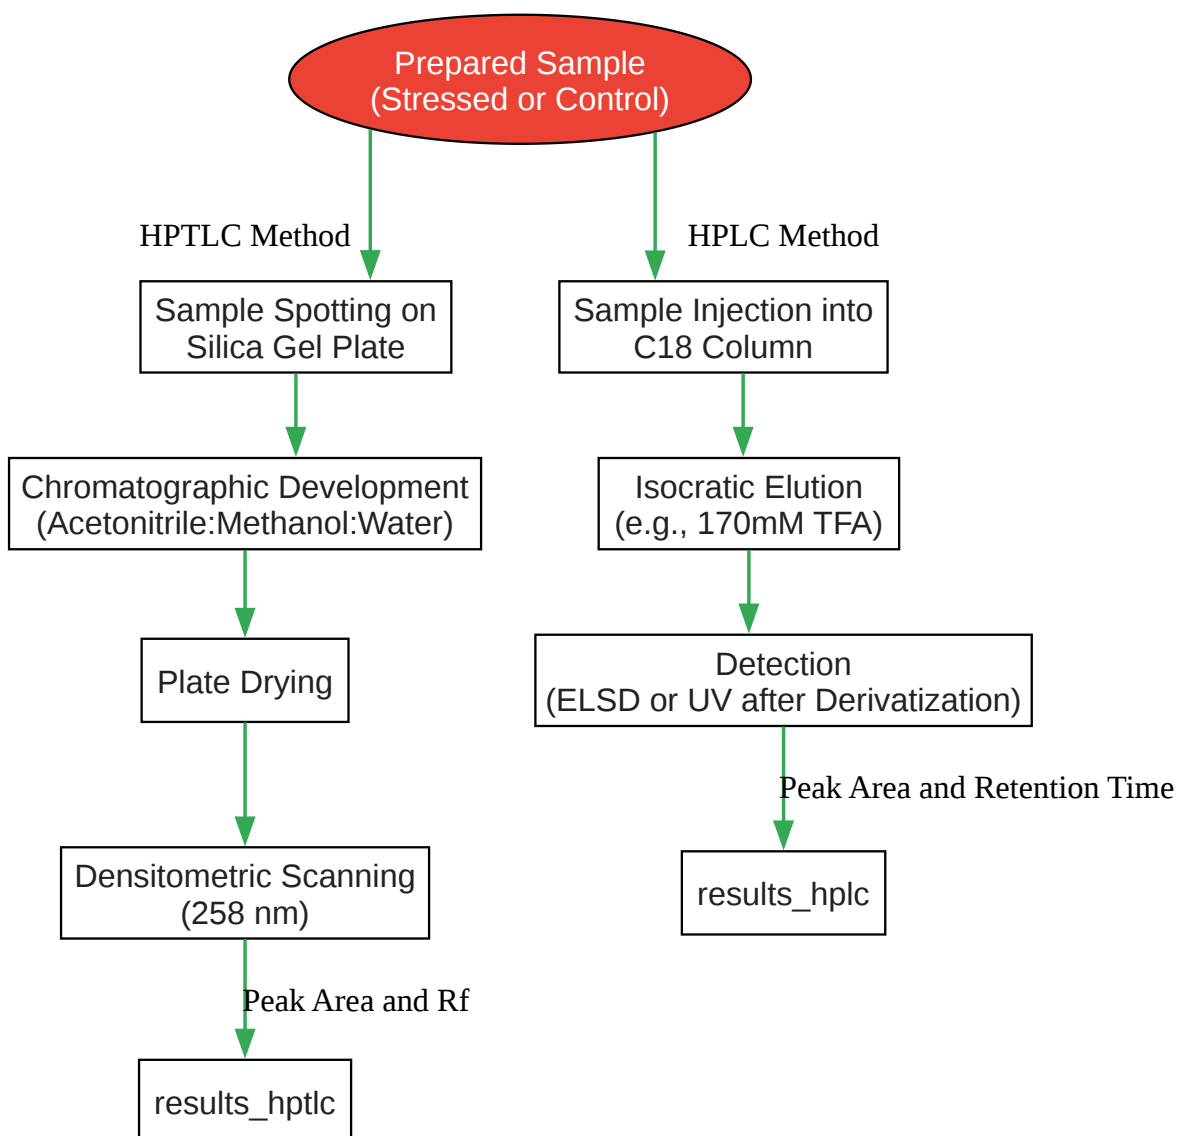 Prepared Sample
(Stressed or Control)
HPTLC Method
HPLC Method
Sample Spotting on
Silica Gel Plate
Sample Injection into
C18 Column
Chromatographic Development
(Acetonitrile:Methanol:Water)
Isocratic Elution
(e.g., 170mM TFA)
Plate Drying
Detection
(ELSD or UV after Derivatization)
Peak Area and Retention Time
Densitometric Scanning
(258 nm)
results_hplc
Peak Area and Rf
results_hptlc